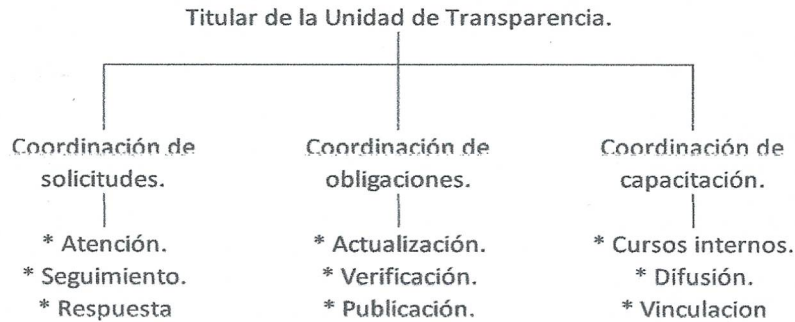 Titular de la Unidad de Transparencia.
Coordinación de
solicitudes.
* Atención.
* Seguimiento.
* Respuesta
Coordinación de
obligaciones.
* Actualización.
* Verificación.
* Publicación.
Coordinación de
capacitación.
* Cursos internos.
* Difusión.
* Vinculacion